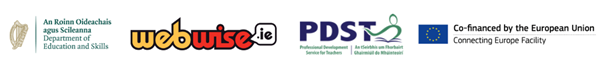 An Roinn Oideachais
agus Scileanna
Department of
Education and Skills
webwise.ie
PDST
Professional Development
Service for Teachers
An tSeirbhís um Fhorbairt
Ghairmiúil do Mhúinteoirí
Co-financed by the European Union
Connecting Europe Facility